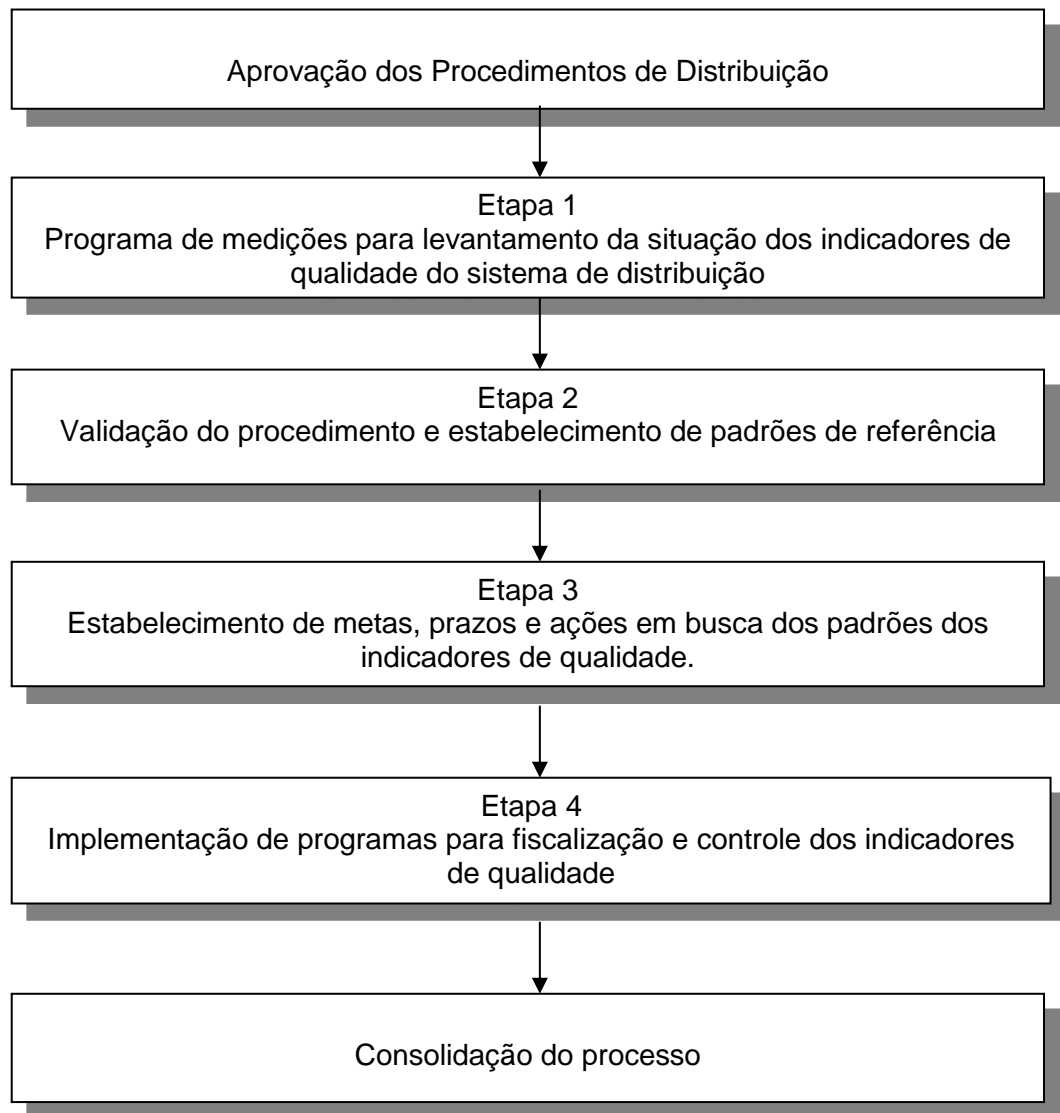 Aprovação dos Procedimentos de Distribuição
Etapa 1
Programa de medições para levantamento da situação dos indicadores de
qualidade do sistema de distribuição
Etapa 2
Validação do procedimento e estabelecimento de padrões de referência
Etapa 3
Estabelecimento de metas, prazos e ações em busca dos padrões dos
indicadores de qualidade.
Etapa 4
Implementação de programas para fiscalização e controle dos indicadores
de qualidade
Consolidação do processo